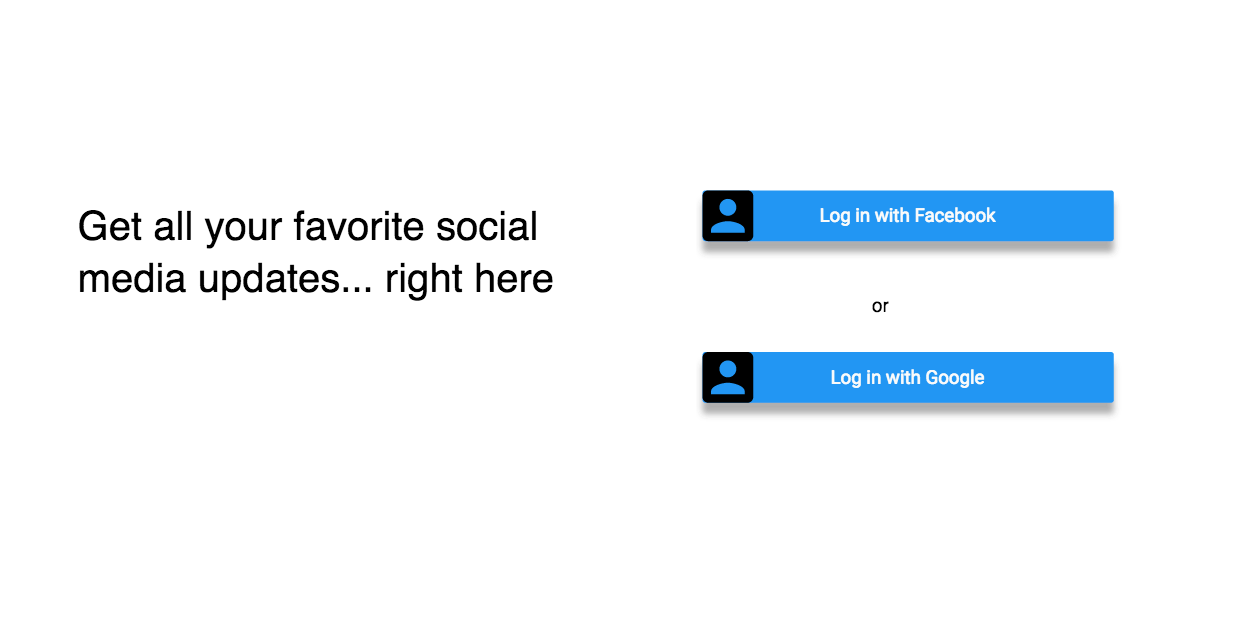 Get all your favorite social
media updates... right here
Log in with Facebook
or
Log in with Google